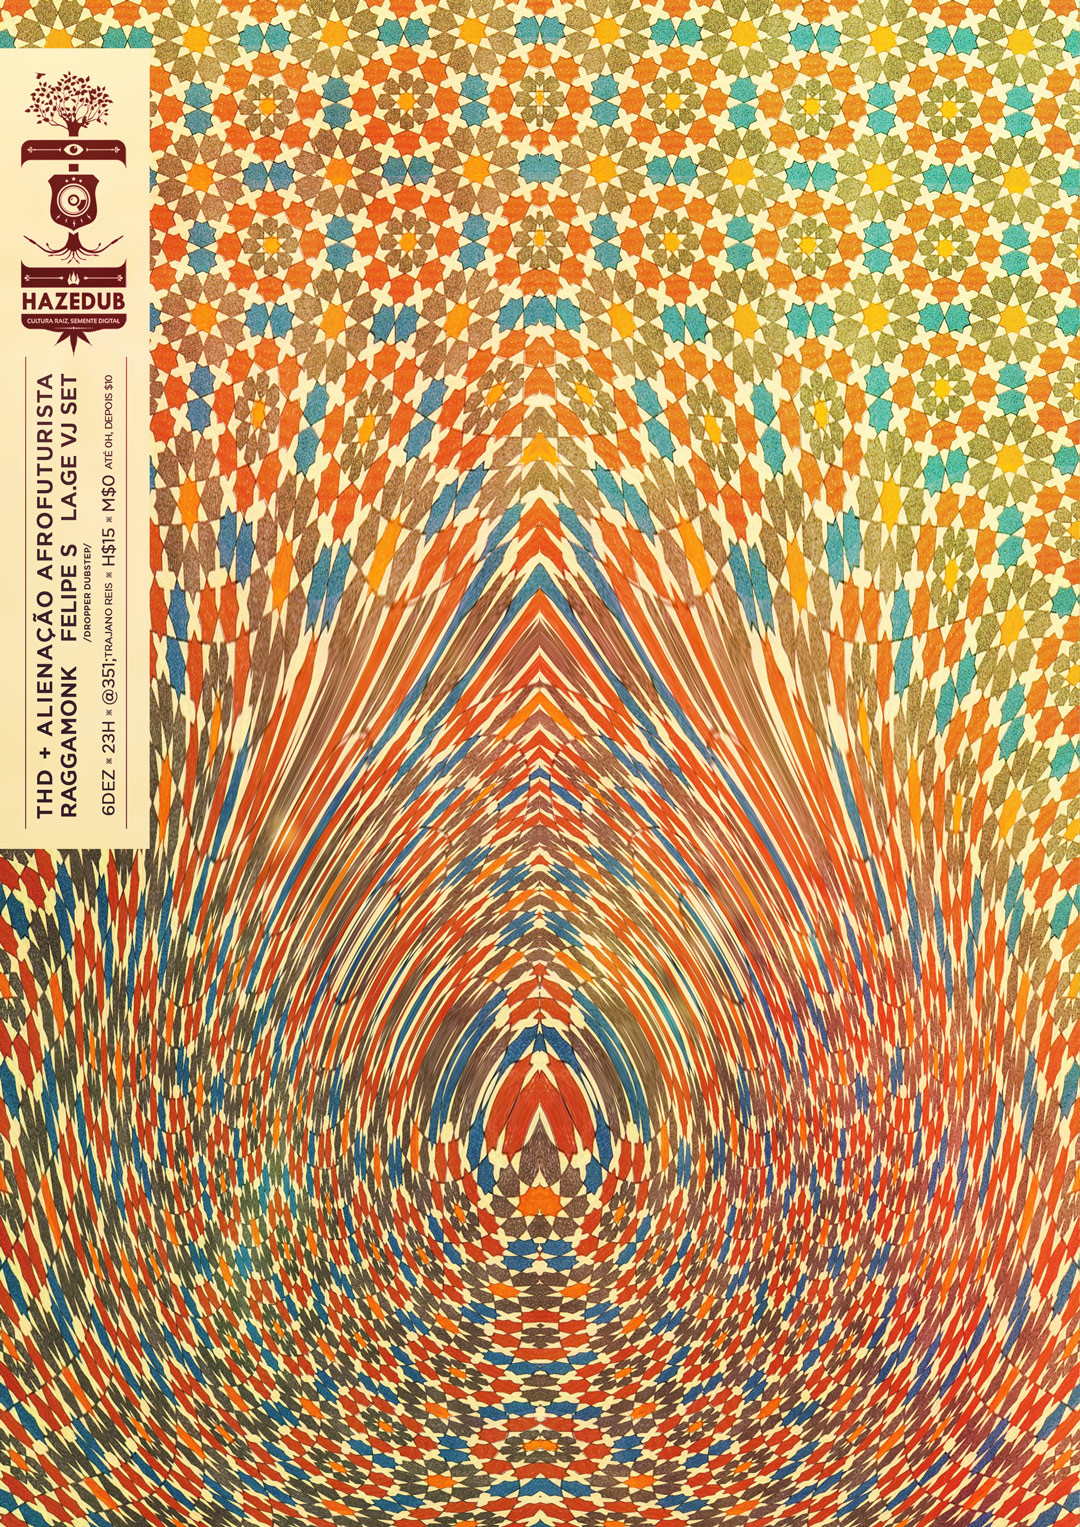 HAZEDUB
CULTURA RAIZ, SEMENTE DIGITAL
THD + ALIENAÇÃO AFROFUTURISTA
RAGGAMONK FELIPE S LA.GE VJ SET
/DROPPER DUBSTEP/
6DEZ × 23H × @351;TRAJANO REIS × H$15 × M$0 ATÉ 0H, DEPOIS $10